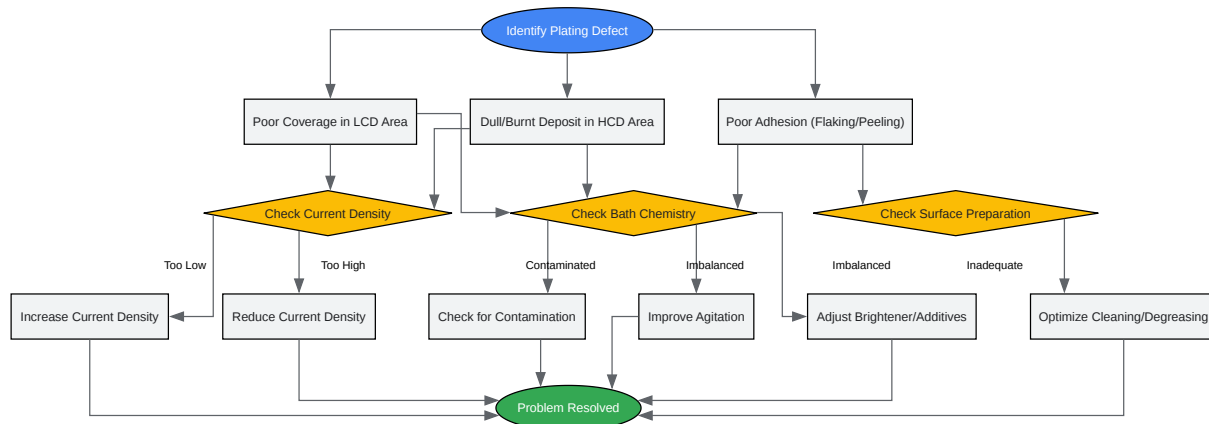 Identify Plating Defect
Poor Coverage in LCD Area
Dull/Burnt Deposit in HCD Area
Poor Adhesion (Flaking/Peeling)
Check Current Density
Check Bath Chemistry
Check Surface Preparation
Too Low
Too High
Contaminated
Imbalanced
Imbalanced
Inadequate
Increase Current Density
Reduce Current Density
Check for Contamination
Improve Agitation
Adjust Brightener/Additives
Optimize Cleaning/Degreasing
Problem Resolved